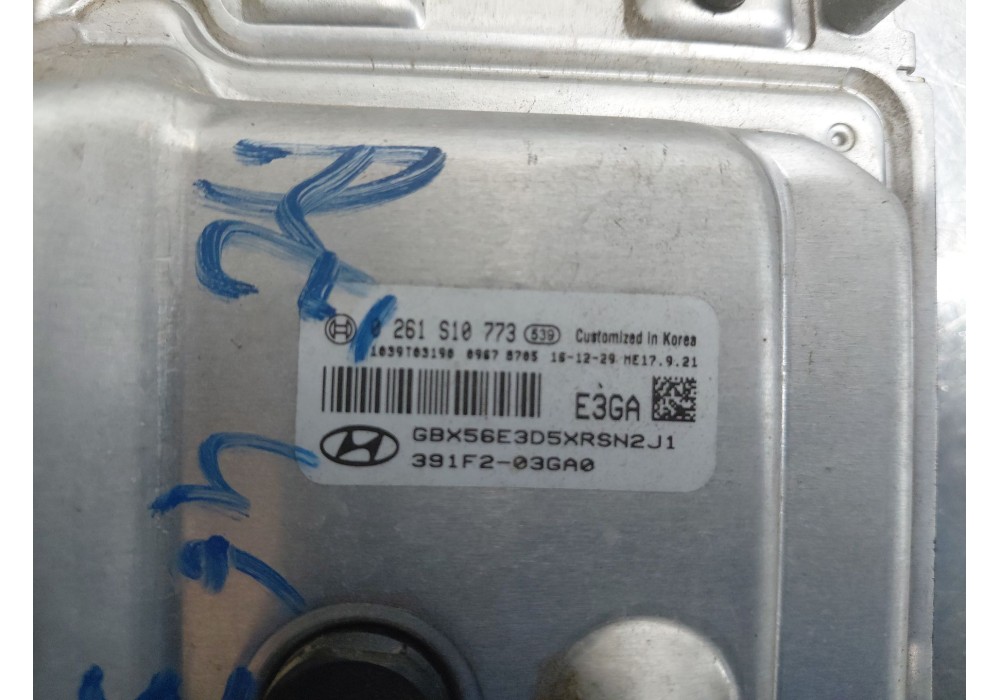 0 261 S10 773 539 Customized in Korea
1039T03190 0967 8705 16-12-29 ME17.9.21
E3GA
GBX56E3D5XRSN2J1
391F2-03GA0